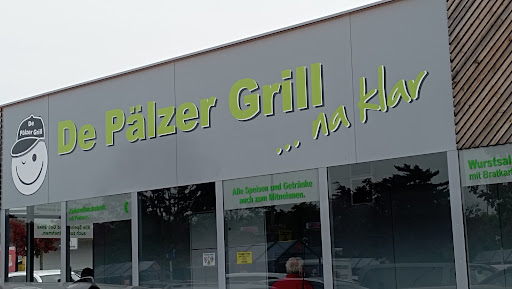 De
Pälzer Grill
De Pälzer Grill
... na klar
Alle Speisen und Getränke
auch zum Mitnehmen.
Wurstsal
mit Bratkar